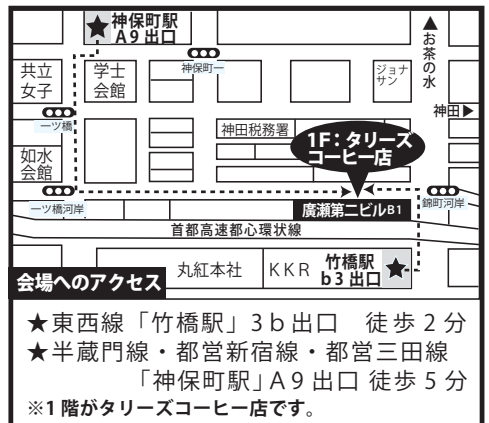 神保町駅
A9出口
▲お茶の水
共立
女子
学士
会館
神保町一
ジョナ
サン
神田▶
一ツ橋
神田税務署
1F：タリーズ
コーヒー店
如水
会館
一ツ橋河岸
廣瀬第二ビルB1
錦町河岸
首都高速都心環状線
丸紅本社
KKR
竹橋駅
b3出口
会場へのアクセス
★東西線「竹橋駅」3b出口　徒歩2分
★半蔵門線・都営新宿線・都営三田線
「神保町駅」A9出口 徒歩5分
※1階がタリーズコーヒー店です。